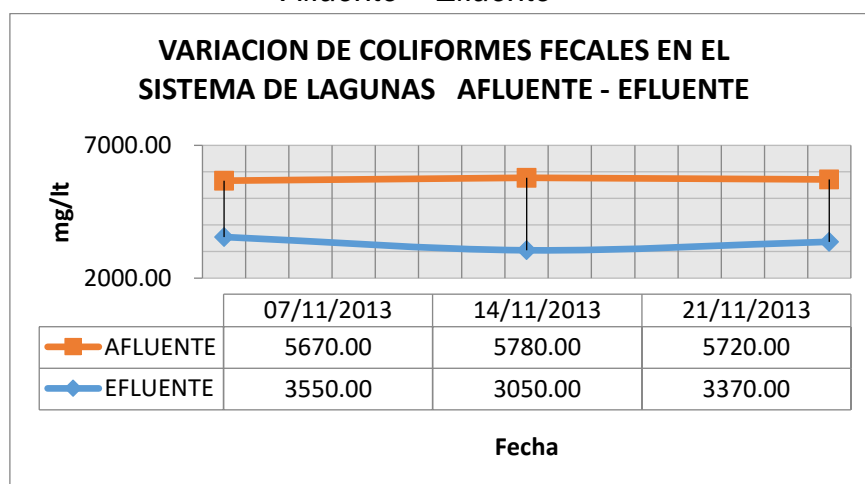 Afluente – Efluente
VARIACION DE COLIFORMES FECALES EN EL
SISTEMA DE LAGUNAS AFLUENTE - EFLUENTE
7000.00
mg/lt
2000.00
07/11/2013 14/11/2013 21/11/2013
AFLUENTE 5670.00 5780.00 5720.00
EFLUENTE 3550.00 3050.00 3370.00
Fecha